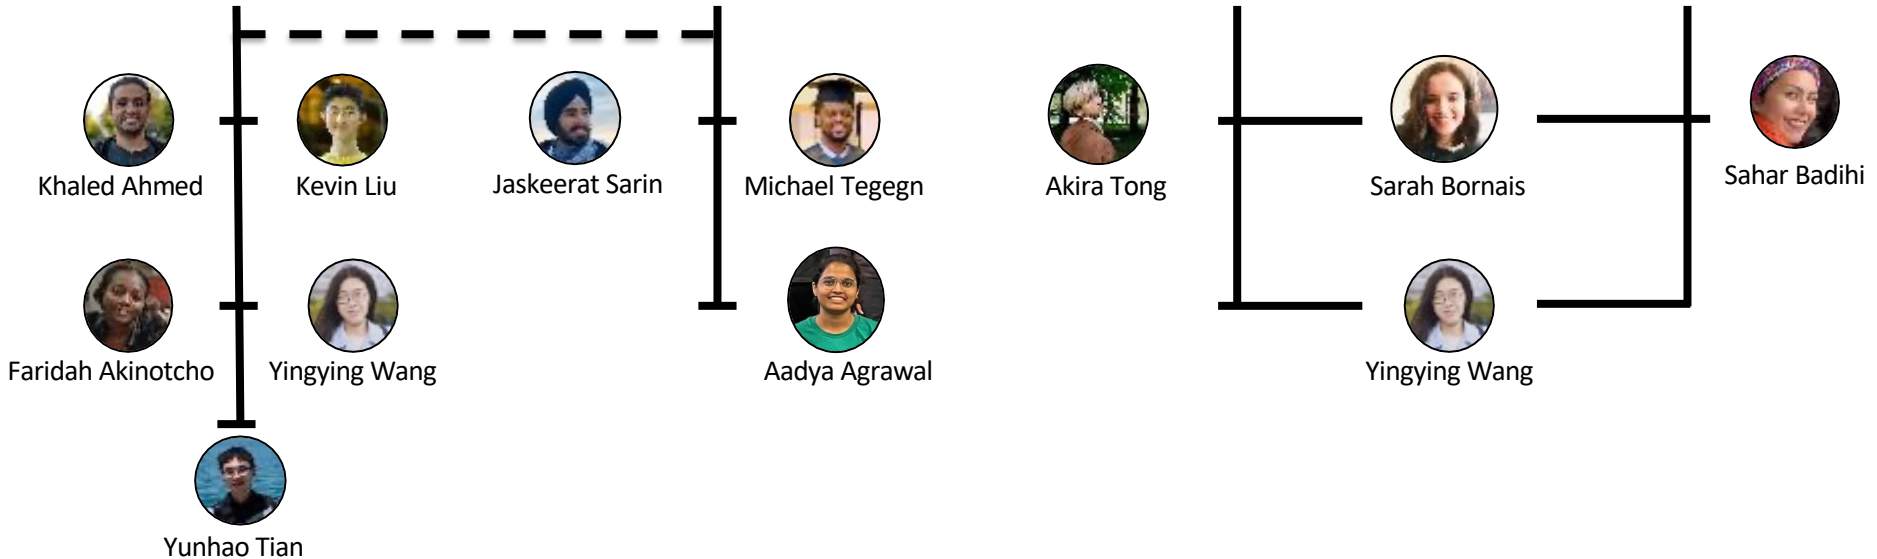 Khaled Ahmed
Kevin Liu
Jaskeerat Sarin
Michael Tegegn
Akira Tong
Sarah Bornais
Sahar Badihi
Faridah Akinotcho
Yingying Wang
Aadya Agrawal
Yingying Wang
Yunhao Tian